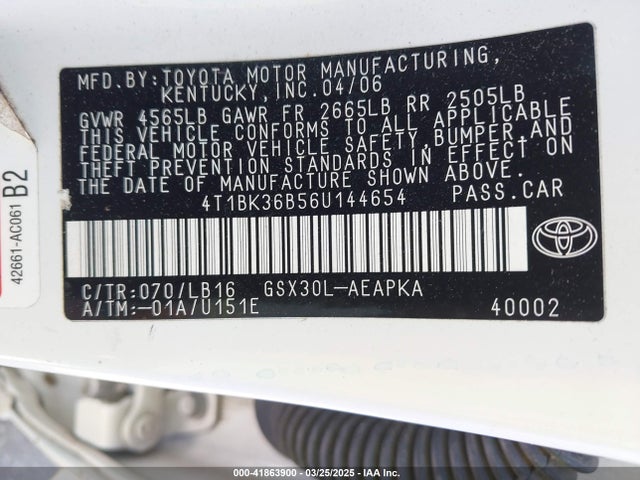 MFD.BY:TOYOTA MOTOR MANUFACTURING,
KENTUCKY,INC.04/06
GVWR 4565LB GAWR FR 2665LB RR 2505LB
THIS VEHICLE CONFORMS TO ALL APPLICABLE
FEDERAL MOTOR VEHICLE SAFETY,BUMPER,AND
THEFT PREVENTION STANDARDS IN EFFECT ON
THE DATE OF MANUFACTURE SHOWN ABOVE.
4T1BK36B56U144654 PASS.CAR
C/TR:070/LB16 GSX30L-AEAPKA
A/TM:-01A/U151E 40002
42661-AC061 B2
000-41863900 - 03/25/2025 - IAA Inc.